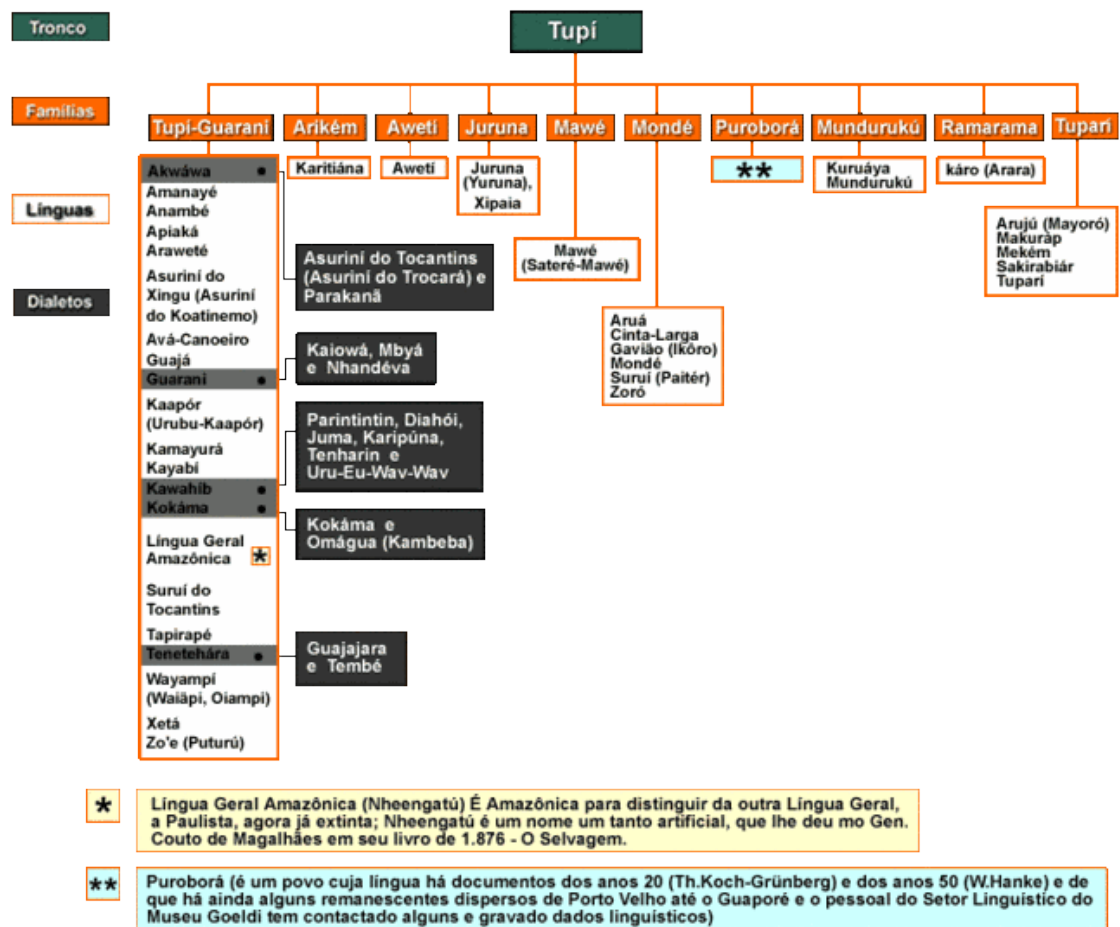 Tronco
Tupí
Famílias
Tupí-Guarani
Arikém
Awetí
Juruna
Mawé
Mondé
Puroborá
Mundurukú
Ramarama
Tuparí
Línguas
Dialetos
Akwáwa
Amanayé
Anambé
Apiaká
Araweté
Asuriní do
Xingu (Asuriní
do Koatinemo)
Avá-Canoeiro
Guajá
Guarani
Kaapór
(Urubu-Kaapór)
Kamayurá
Kayabí
Kawahíb
Kokáma
Língua Geral
Amazônica
*
Suruí do
Tocantins
Tapirapé
Tenetehára
Wayampí
(Waiãpi, Oiampi)
Xetá
Zo'e (Puturú)
Asuriní do Tocantins
(Asuriní do Trocará) e
Parakanã
Kaiowá, Mbyá
e Nhandéva
Parintintin, Diahói,
Juma, Karipúna,
Tenharin e
Uru-Eu-Wav-Wav
Kokáma e
Omágua (Kambeba)
Guajajara
e Tembé
Karitiána
Awetí
Juruna
(Yuruna),
Xipaia
Mawé
(Sateré-Mawé)
Aruá
Cinta-Larga
Gavião (Ikôro)
Mondé
Suruí (Paitér)
Zoró
**
Kuruáya
Mundurukú
káro (Arara)
Arujú (Mayoró)
Makuráp
Mekém
Sakirabiár
Tuparí
*
Língua Geral Amazônica (Nheengatú) É Amazônica para distinguir da outra Língua Geral,
a Paulista, agora já extinta; Nheengatú é um nome um tanto artificial, que lhe deu mo Gen.
Couto de Magalhães em seu livro de 1.876 - O Selvagem.
**
Puroborá (é um povo cuja língua há documentos dos anos 20 (Th.Koch-Grünberg) e dos anos 50 (W.Hanke) e de
que há ainda alguns remanescentes dispersos de Porto Velho até o Guaporé e o pessoal do Setor Linguístico do
Museu Goeldi tem contactado alguns e gravado dados linguísticos)